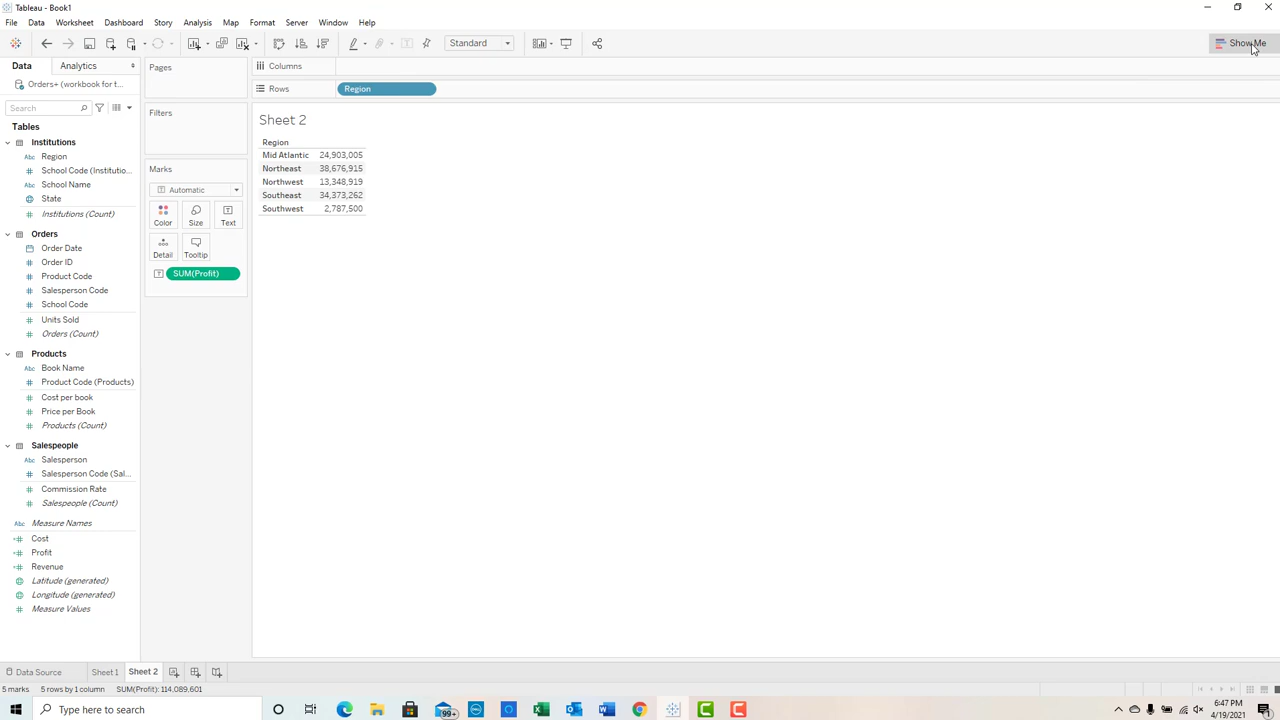 Tableau - Book1
File Data Worksheet Dashboard Story Analysis Map Format Server Window Help
Standard
Show Me
Data Analytics
Pages
Columns
Orders+ (workbook for t...
Rows
Region
Search
Filters
Tables
Sheet 2
Institutions
Region
School Code (Institutio...
School Name
State
Institutions (Count)
Region
Mid Atlantic 24,903,005
Northeast 38,676,915
Northwest 13,348,919
Southeast 34,373,262
Southwest 2,787,500
Marks
Automatic
Color Size Text
Detail Tooltip
SUM(Profit)
Orders
Order Date
Order ID
Product Code
Salesperson Code
School Code
Units Sold
Orders (Count)
Products
Abc Book Name
Product Code (Products)
Cost per book
Price per Book
Products (Count)
Salespeople
Abc Salesperson
Salesperson Code (Sal...
Commission Rate
Salespeople (Count)
Abc Measure Names
Cost
Profit
Revenue
Latitude (generated)
Longitude (generated)
Measure Values
Data Source Sheet 1 Sheet 2
5 marks 5 rows by 1 column SUM(Profit): 114,089,601
Type here to search
99+
6:47 PM
4/19/2021